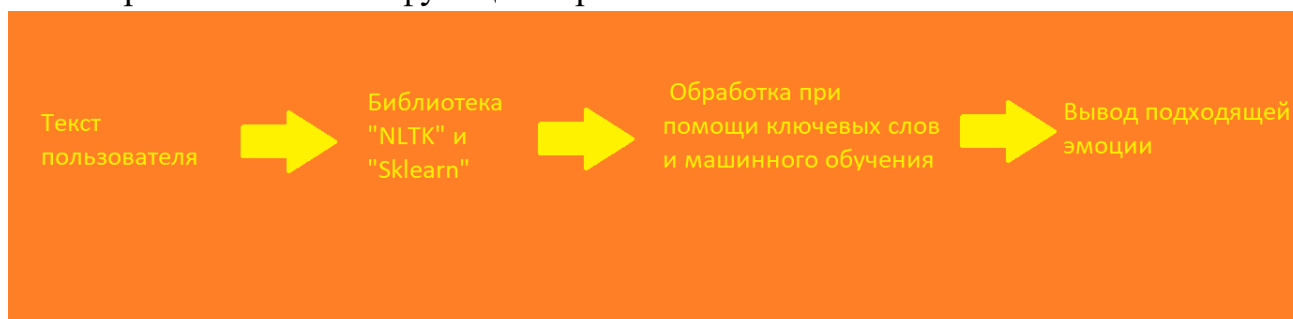 Текст
пользователя
Библиотека
"NLTK" и
"Sklearn"
Обработка при
помощи ключевых слов
и машинного обучения
Вывод подходящей
эмоции